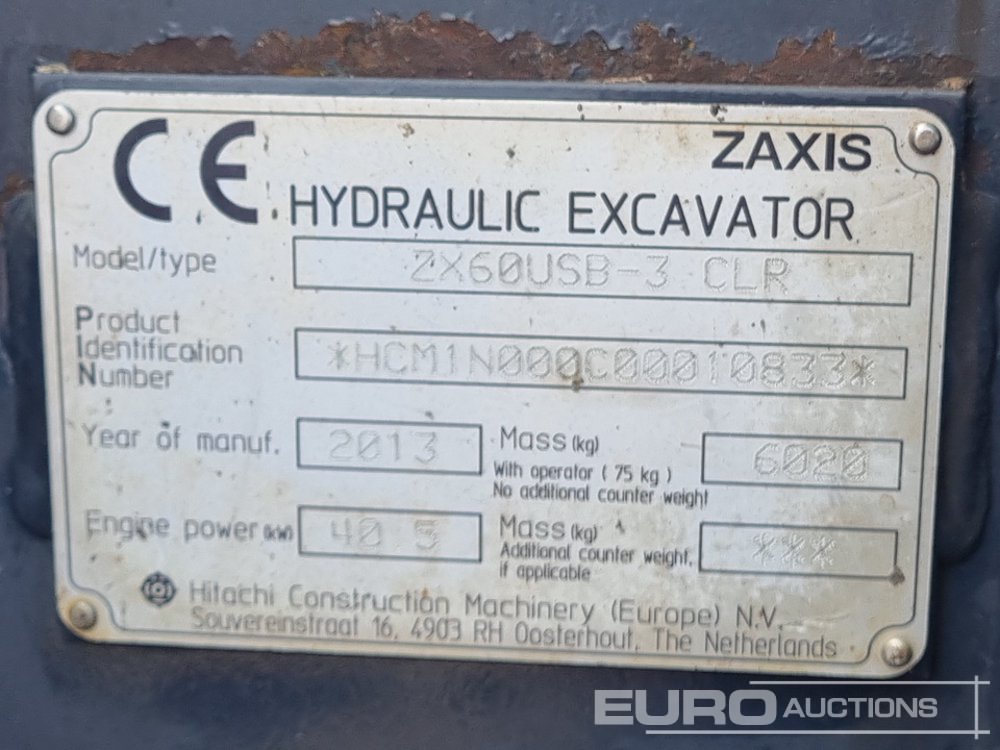 CE
ZAXIS
HYDRAULIC EXCAVATOR
Model/type ZX60USB-3 CLR
Product
Identification
Number *HCM1N000C00010833*
Year of manuf. 2013
Mass (kg)
With operator ( 75 kg )
No additional counter weight
6020
Engine power (kW) 40 5
Mass (kg)
Additional counter weight,
if applicable
***
Hitachi Construction Machinery (Europe) N.V.
Souvereinstraat 16, 4903 RH Oosterhout, The Netherlands
EURO AUCTIONS